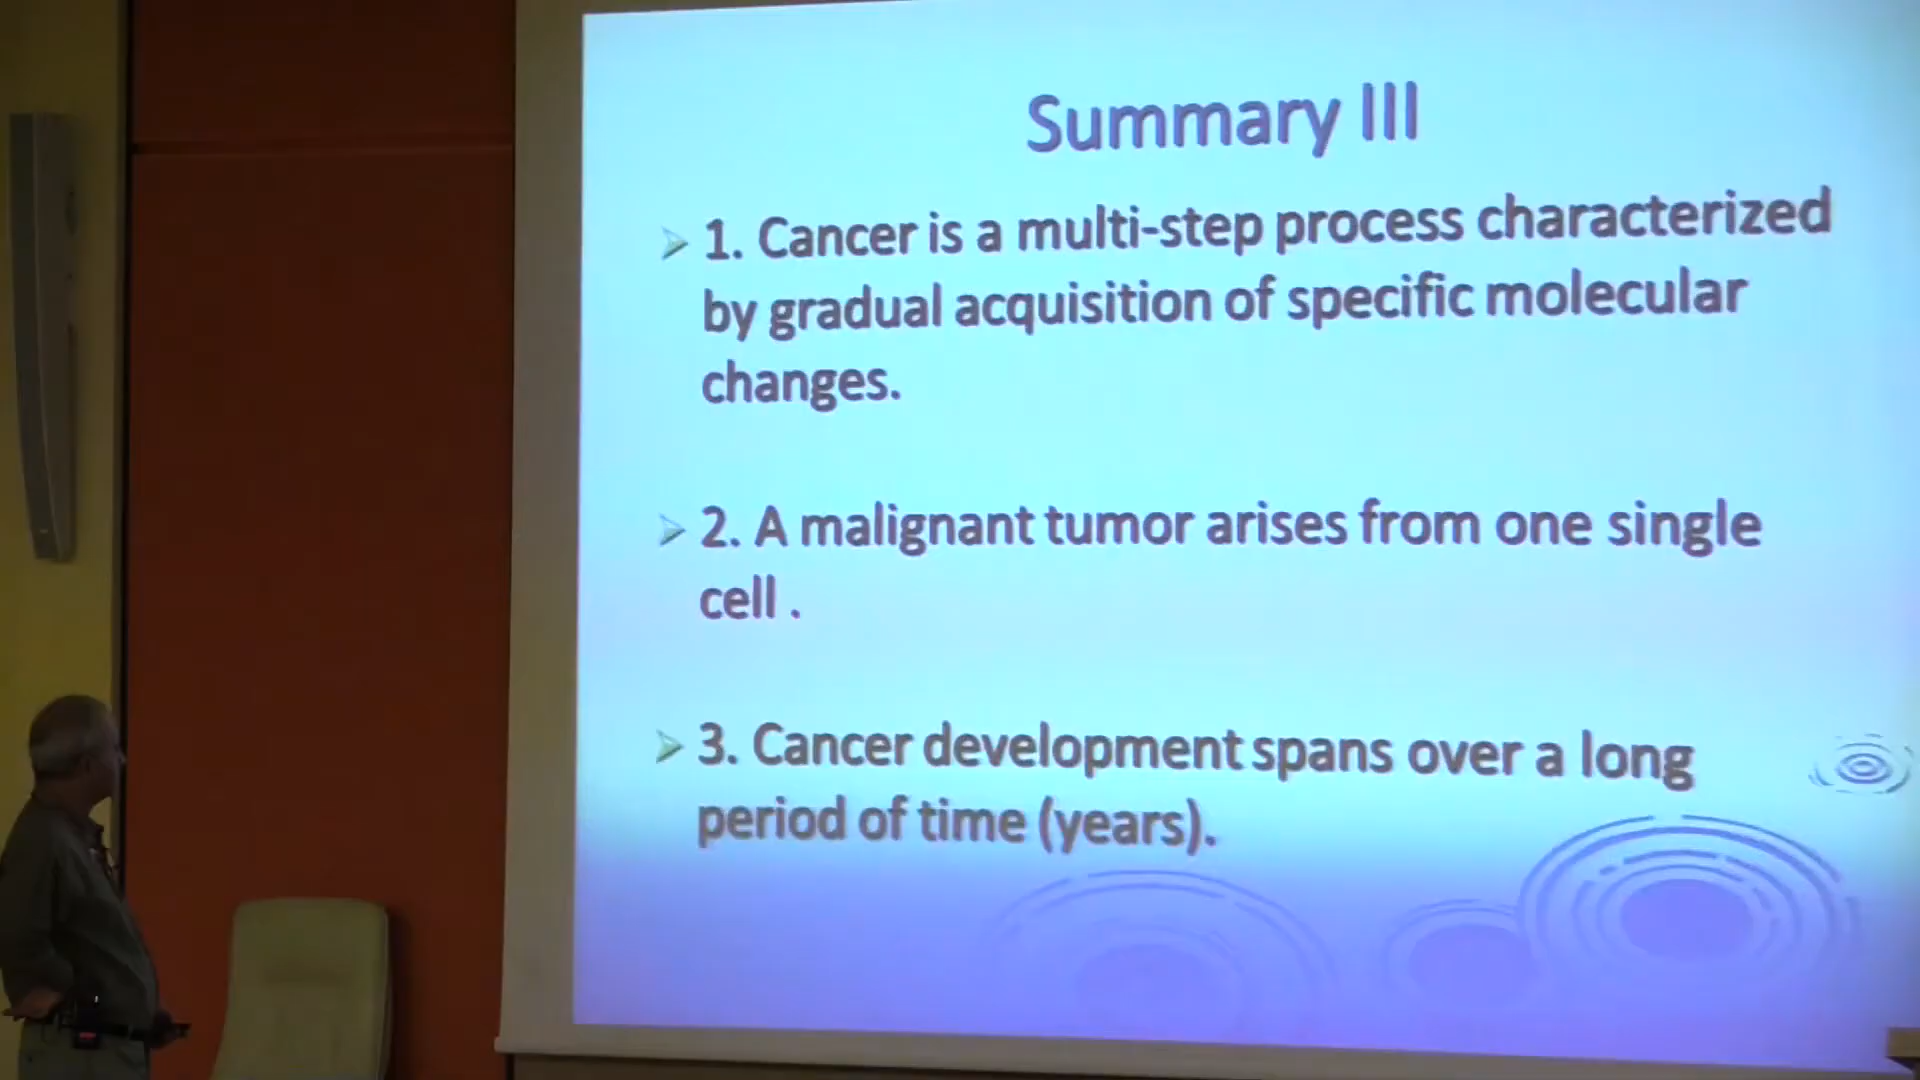 Summary III
1. Cancer is a multi-step process characterized
by gradual acquisition of specific molecular
changes.
2. A malignant tumor arises from one single
cell .
3. Cancer development spans over a long
period of time (years).